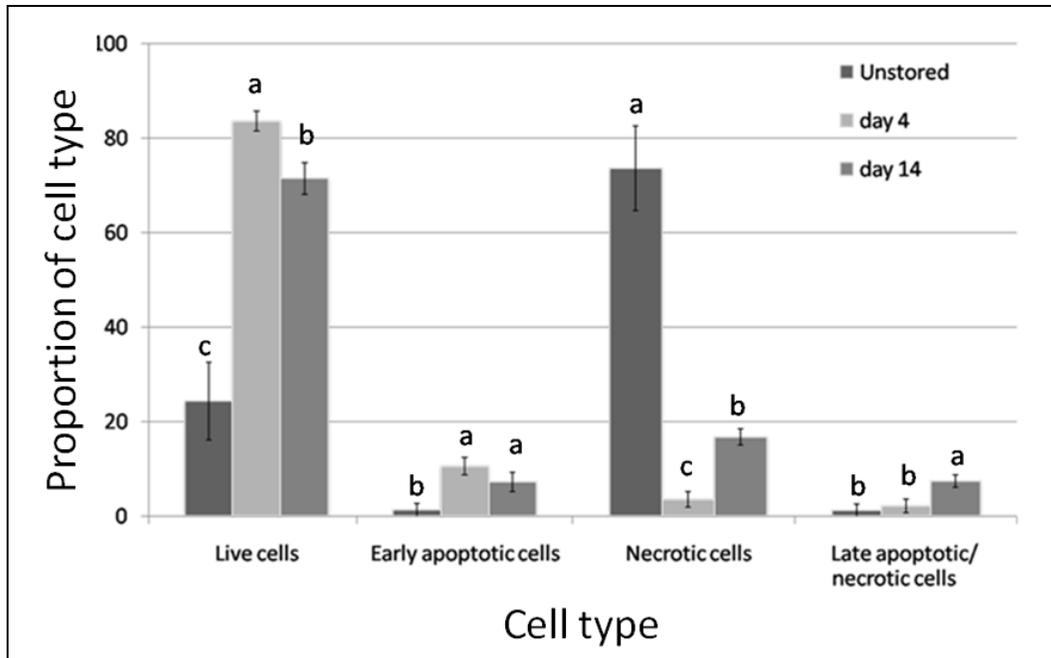 Proportion of cell type
100
80
60
40
20
0
a
b
c
b
a
a
a
c
b
b
b
a
Unstored
day 4
day 14
Live cells
Early apoptotic cells
Necrotic cells
Late apoptotic/
necrotic cells
Cell type